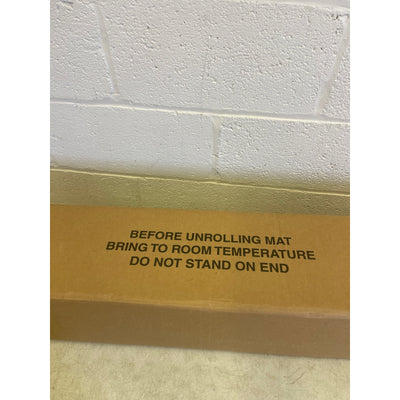 BEFORE UNROLLING MAT
BRING TO ROOM TEMPERATURE
DO NOT STAND ON END